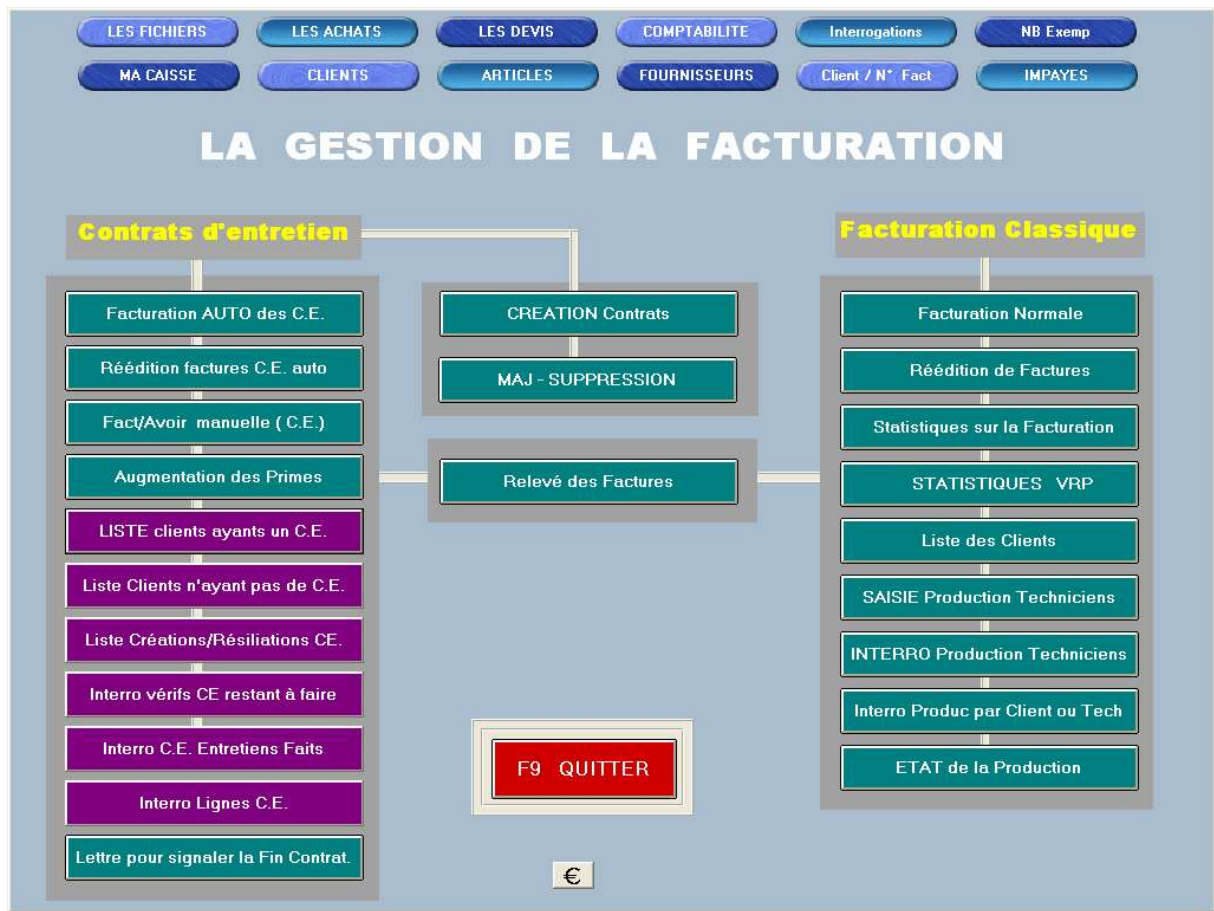 LES FICHIERS
LES ACHATS
LES DEVIS
COMPTABILITE
Interrogations
NB Exemp
MA CAISSE
CLIENTS
ARTICLES
FOURNISSEURS
Client / N° Fact
IMPAYES
LA GESTION DE LA FACTURATION
Contrats d'entretien
Facturation AUTO des C.E.
Réédition factures C.E. auto
Fact/Avoir manuelle ( C.E.)
Augmentation des Primes
LISTE clients ayants un C.E.
Liste Clients n'ayant pas de C.E.
Liste Créations/Résiliations CE.
Interro vérifs CE restant à faire
Interro C.E. Entretiens Faits
Interro Lignes C.E.
Lettre pour signaler la Fin Contrat.
CREATION Contrats
MAJ - SUPPRESSION
Relevé des Factures
F9 QUITTER
€
Facturation Classique
Facturation Normale
Réédition de Factures
Statistiques sur la Facturation
STATISTIQUES VRP
Liste des Clients
SAISIE Production Techniciens
INTERRO Production Techniciens
Interro Produc par Client ou Tech
ETAT de la Production